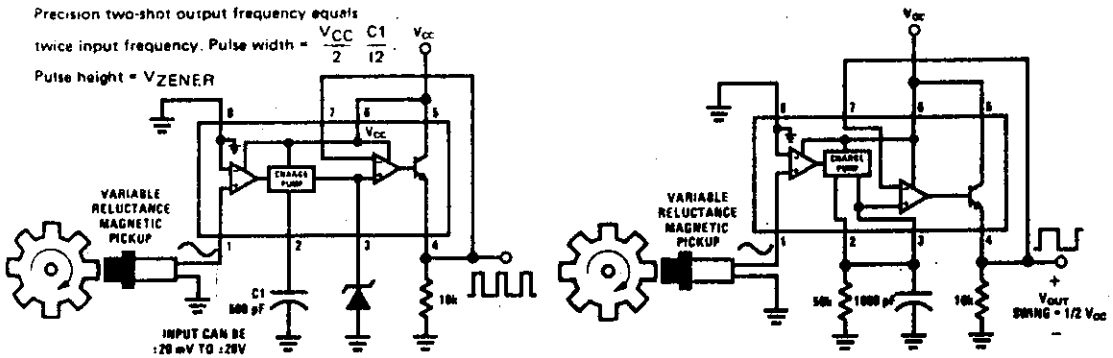 Precision two-shot output frequency equals
twice input frequency. Pulse width = VCC/2 C1/I2
Pulse height = VZENER
VCC
8 7 6 5
VCC
CHARGE
PUMP
VARIABLE
RELUCTANCE
MAGNETIC
PICKUP
1 2 3 4
C1
500 pF
10k
INPUT CAN BE
±20 mV TO ±28V
VCC
8 7 6 5
CHARGE
PUMP
VARIABLE
RELUCTANCE
MAGNETIC
PICKUP
1 2 3 4
50k 1000 pF 10k
+
VOUT
SWING = 1/2 VCC
−